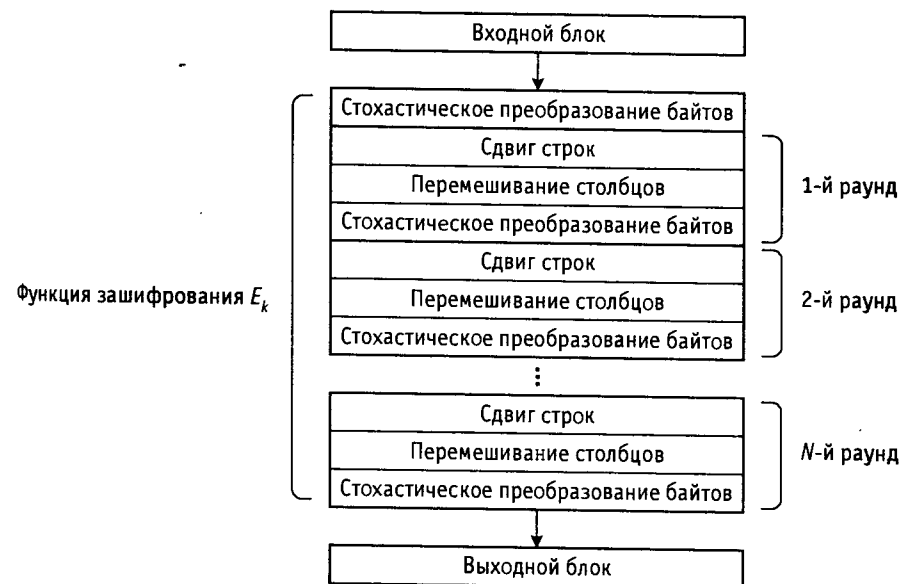 Входной блок
Стохастическое преобразование байтов
Сдвиг строк
Перемешивание столбцов
1-й раунд
Стохастическое преобразование байтов
Сдвиг строк
Функция зашифрования E_k
Перемешивание столбцов
2-й раунд
Стохастическое преобразование байтов
Сдвиг строк
Перемешивание столбцов
N-й раунд
Стохастическое преобразование байтов
Выходной блок